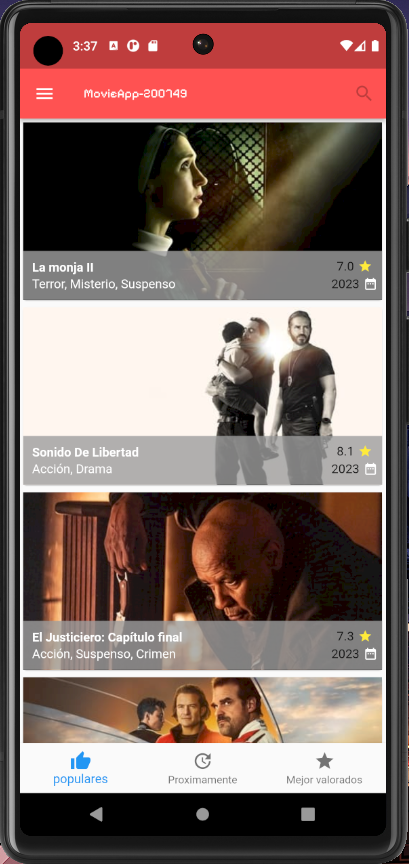 3:37
MovieApp-200749
La monja II
7.0
Terror, Misterio, Suspenso
2023
Sonido De Libertad
8.1
Acción, Drama
2023
El Justiciero: Capítulo final
7.3
Acción, Suspenso, Crimen
2023
populares
Proximamente
Mejor valorados